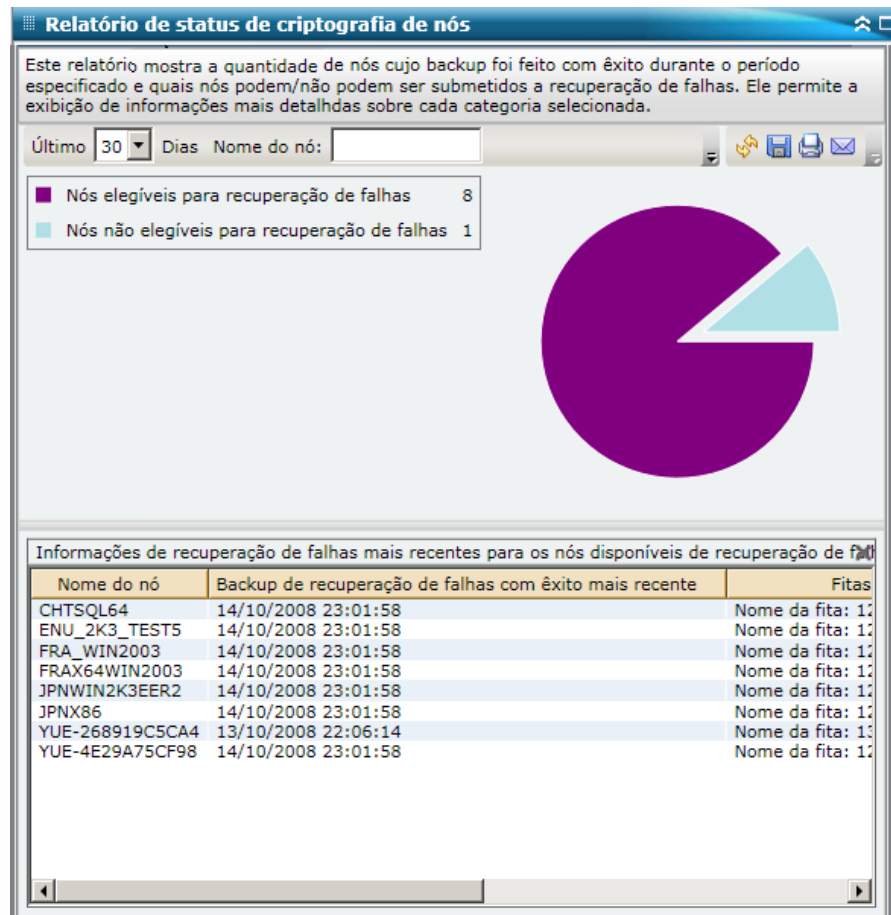 Relatório de status de criptografia de nós
Este relatório mostra a quantidade de nós cujo backup foi feito com êxito durante o período
especificado e quais nós podem/não podem ser submetidos a recuperação de falhas. Ele permite a
exibição de informações mais detalhdas sobre cada categoria selecionada.
Último 30 Dias Nome do nó:
Nós elegíveis para recuperação de falhas 8
Nós não elegíveis para recuperação de falhas 1
Informações de recuperação de falhas mais recentes para os nós disponíveis de recuperação de
Nome do nó Backup de recuperação de falhas com êxito mais recente Fitas
CHTSQL64 14/10/2008 23:01:58 Nome da fita: 12
ENU_2K3_TEST5 14/10/2008 23:01:58 Nome da fita: 12
FRA_WIN2003 14/10/2008 23:01:58 Nome da fita: 12
FRAX64WIN2003 14/10/2008 23:01:58 Nome da fita: 12
JPNWIN2K3EER2 14/10/2008 23:01:58 Nome da fita: 12
JPNX86 14/10/2008 23:01:58 Nome da fita: 12
YUE-268919C5CA4 13/10/2008 22:06:14 Nome da fita: 13
YUE-4E29A75CF98 14/10/2008 23:01:58 Nome da fita: 12